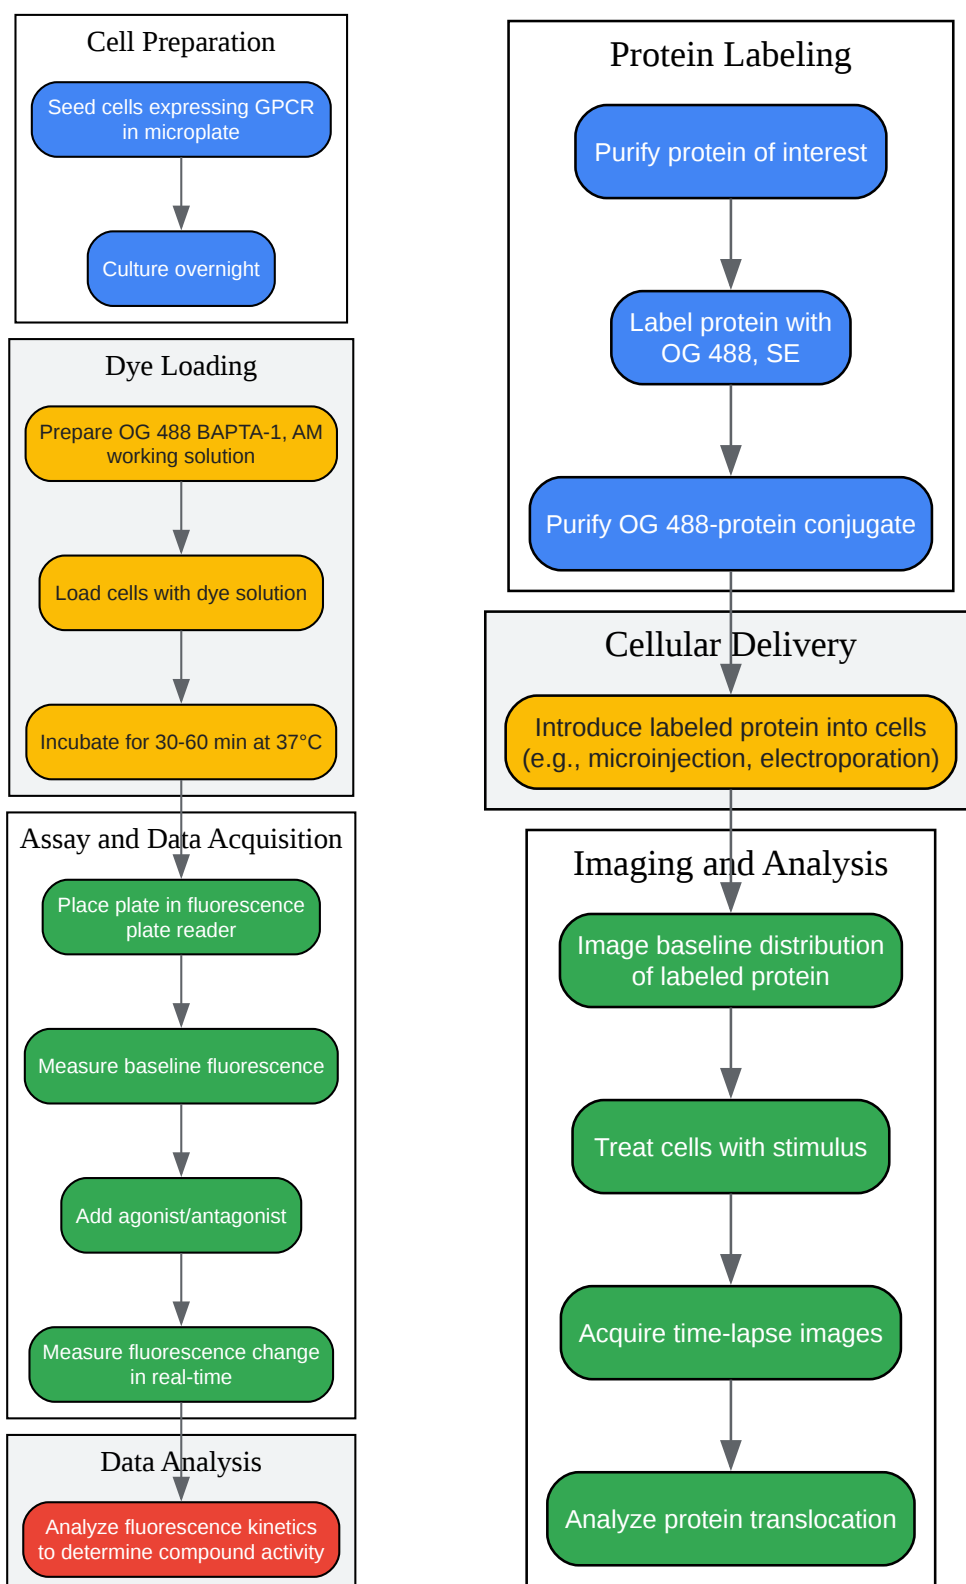 Cell Preparation
Seed cells expressing GPCR
in microplate
Culture overnight
Dye Loading
Prepare OG 488 BAPTA-1, AM
working solution
Load cells with dye solution
Incubate for 30-60 min at 37°C
Assay and Data Acquisition
Place plate in fluorescence
plate reader
Measure baseline fluorescence
Add agonist/antagonist
Measure fluorescence change
in real-time
Data Analysis
Analyze fluorescence kinetics
to determine compound activity
Protein Labeling
Purify protein of interest
Label protein with
OG 488, SE
Purify OG 488-protein conjugate
Cellular Delivery
Introduce labeled protein into cells
(e.g., microinjection, electroporation)
Imaging and Analysis
Image baseline distribution
of labeled protein
Treat cells with stimulus
Acquire time-lapse images
Analyze protein translocation